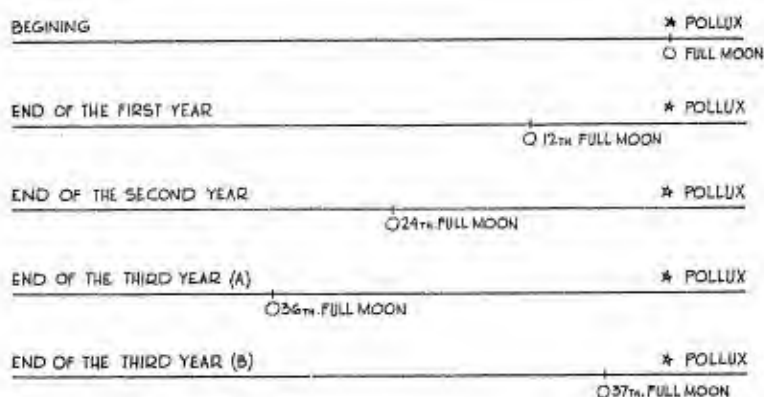 BEGINING ★ POLLUX
○ FULL MOON
END OF THE FIRST YEAR ★ POLLUX
○ 12TH. FULL MOON
END OF THE SECOND YEAR ★ POLLUX
○ 24TH. FULL MOON
END OF THE THIRD YEAR (A) ★ POLLUX
○ 36TH. FULL MOON
END OF THE THIRD YEAR (B) ★ POLLUX
○ 37TH. FULL MOON